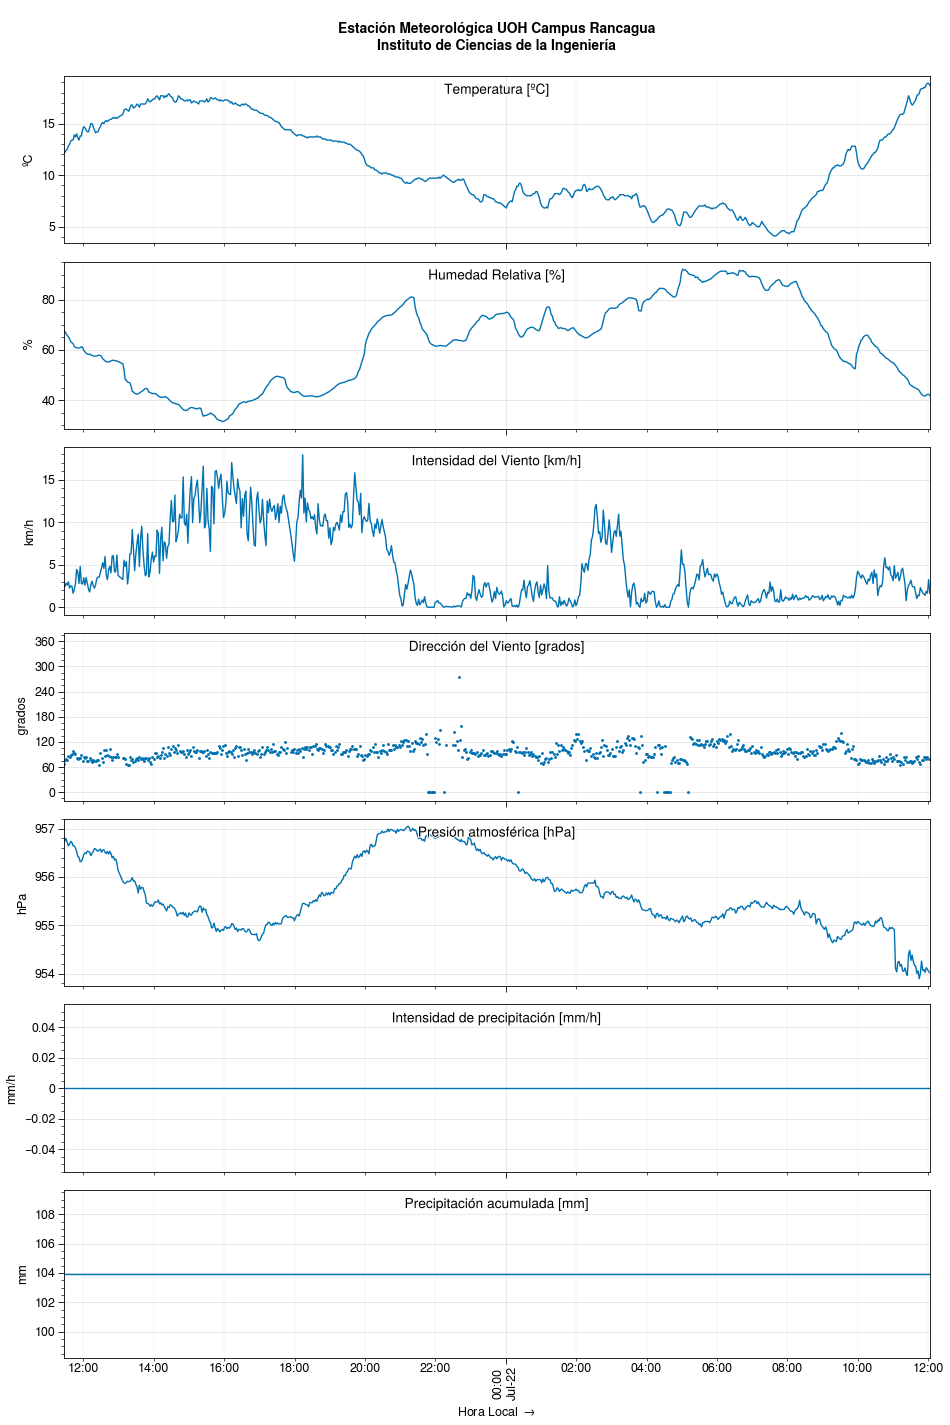 Estación Meteorológica UOH Campus Rancagua
Instituto de Ciencias de la Ingeniería
Temperatura [ºC]
ºC
15
10
5
Humedad Relativa [%]
%
80
60
40
Intensidad del Viento [km/h]
km/h
15
10
5
0
Dirección del Viento [grados]
grados
360
300
240
180
120
60
0
Presión atmosférica [hPa]
hPa
957
956
955
954
Intensidad de precipitación [mm/h]
mm/h
0.04
0.02
0
−0.02
−0.04
Precipitación acumulada [mm]
mm
108
106
104
102
100
12:00 14:00 16:00 18:00 20:00 22:00 00:00 02:00 04:00 06:00 08:00 10:00 12:00
Jul-22
Hora Local →